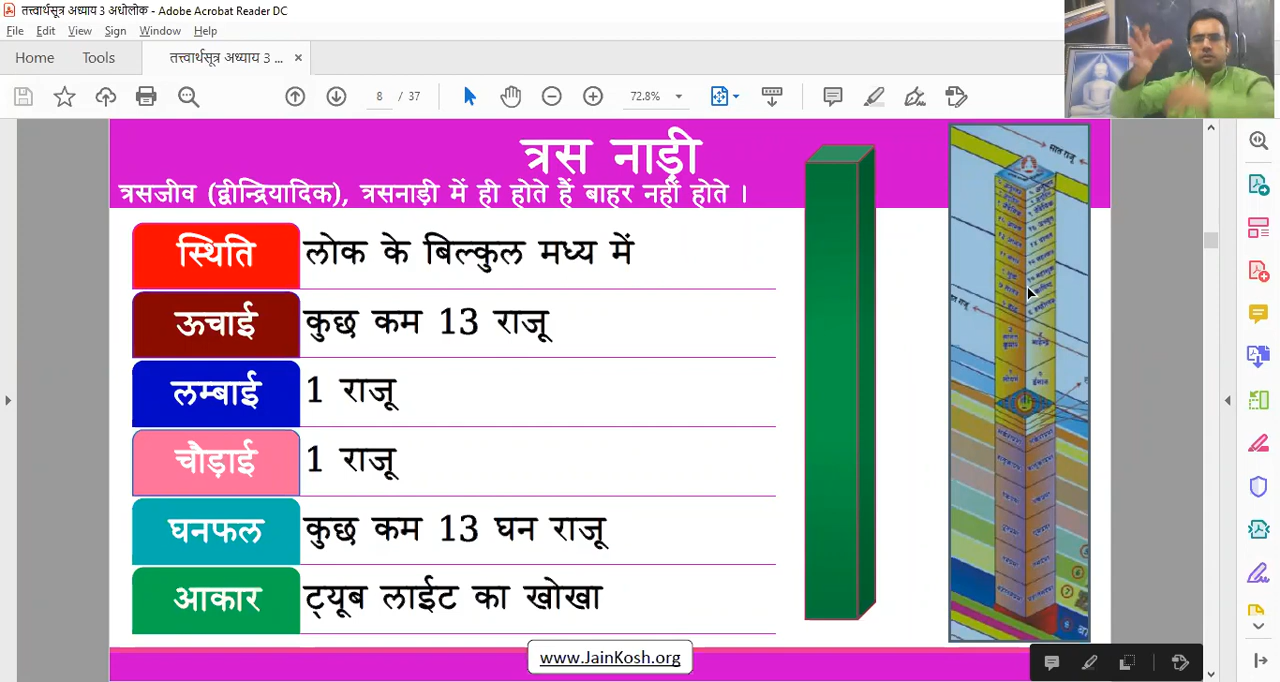 तत्त्वार्थसूत्र अध्याय 3 अधोलोक - Adobe Acrobat Reader DC
File Edit View Sign Window Help
Home Tools तत्त्वार्थसूत्र अध्याय 3 ... ×
8 / 37 72.8%
त्रस नाड़ी
त्रसजीव (द्वीन्द्रियादिक), त्रसनाड़ी में ही होते हैं बाहर नहीं होते ।
स्थिति लोक के बिल्कुल मध्य में
ऊचाई कुछ कम 13 राजू
लम्बाई 1 राजू
चौड़ाई 1 राजू
घनफल कुछ कम 13 घन राजू
आकार ट्यूब लाईट का खोखा
सात राजू
www.JainKosh.org